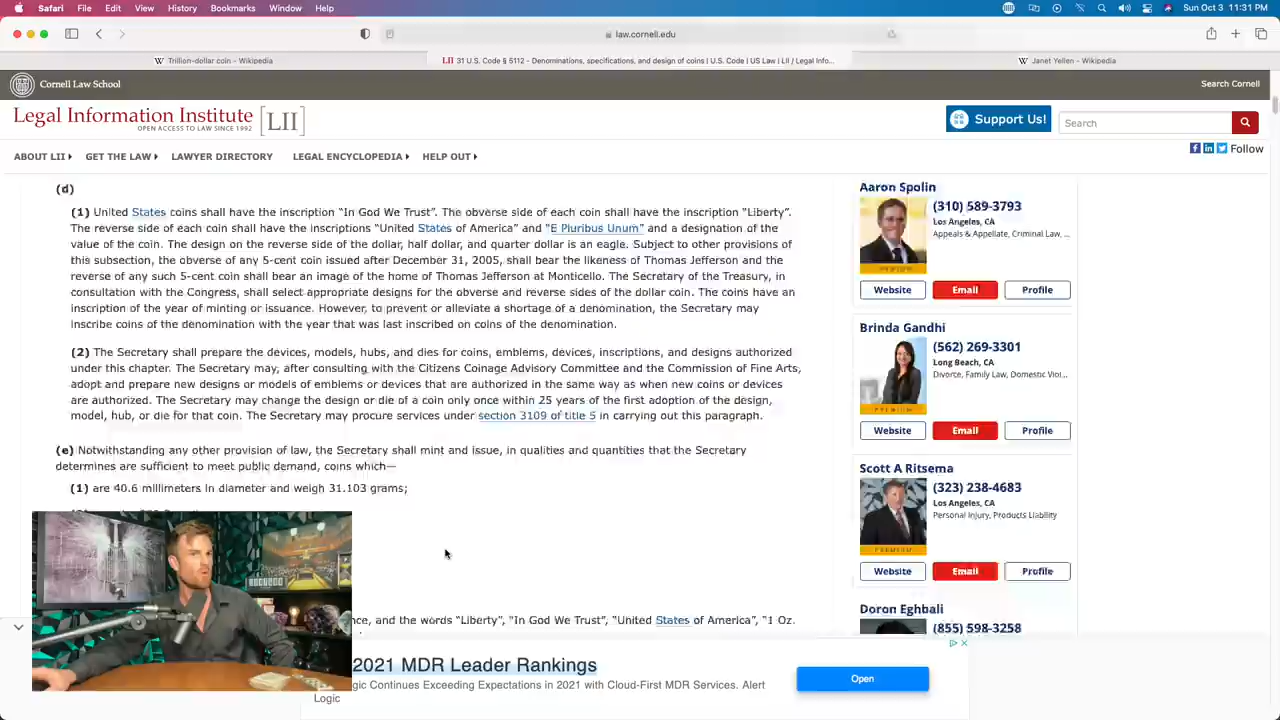 Safari File Edit View History Bookmarks Window Help Sun Oct 3 11:31 PM
law.cornell.edu
W Trillion-dollar coin - Wikipedia
LII 31 U.S. Code § 5112 - Denominations, specifications, and design of coins | U.S. Code | US Law | LII / Legal Info...
W Janet Yellen - Wikipedia
Cornell Law School
Search Cornell
Legal Information Institute [LII]
OPEN ACCESS TO LAW SINCE 1992
Support Us!
Search
ABOUT LII GET THE LAW LAWYER DIRECTORY LEGAL ENCYCLOPEDIA HELP OUT
Follow
(d)
(1) United States coins shall have the inscription “In God We Trust”. The obverse side of each coin shall have the inscription “Liberty”.
The reverse side of each coin shall have the inscriptions “United States of America” and “E Pluribus Unum” and a designation of the
value of the coin. The design on the reverse side of the dollar, half dollar, and quarter dollar is an eagle. Subject to other provisions of
this subsection, the obverse of any 5-cent coin issued after December 31, 2005, shall bear the likeness of Thomas Jefferson and the
reverse of any such 5-cent coin shall bear an image of the home of Thomas Jefferson at Monticello. The Secretary of the Treasury, in
consultation with the Congress, shall select appropriate designs for the obverse and reverse sides of the dollar coin. The coins have an
inscription of the year of minting or issuance. However, to prevent or alleviate a shortage of a denomination, the Secretary may
inscribe coins of the denomination with the year that was last inscribed on coins of the denomination.
(2) The Secretary shall prepare the devices, models, hubs, and dies for coins, emblems, devices, inscriptions, and designs authorized
under this chapter. The Secretary may, after consulting with the Citizens Coinage Advisory Committee and the Commission of Fine Arts,
adopt and prepare new designs or models of emblems or devices that are authorized in the same way as when new coins or devices
are authorized. The Secretary may change the design or die of a coin only once within 25 years of the first adoption of the design,
model, hub, or die for that coin. The Secretary may procure services under section 3109 of title 5 in carrying out this paragraph.
(e) Notwithstanding any other provision of law, the Secretary shall mint and issue, in qualities and quantities that the Secretary
determines are sufficient to meet public demand, coins which—
(1) are 40.6 millimeters in diameter and weigh 31.103 grams;
nce, and the words “Liberty”, “In God We Trust”, “United States of America”, “1 Oz.
Aaron Spolin
(310) 589-3793
Los Angeles, CA
Appeals & Appellate, Criminal Law, ...
PREMIUM
Website Email Profile
Brinda Gandhi
(562) 269-3301
Long Beach, CA
Divorce, Family Law, Domestic Viol...
PREMIUM
Website Email Profile
Scott A Ritsema
(323) 238-4683
Los Angeles, CA
Personal Injury, Products Liability
PREMIUM
Website Email Profile
Doron Eghbali
(855) 598-3258
2021 MDR Leader Rankings
gic Continues Exceeding Expectations in 2021 with Cloud-First MDR Services. Alert
Logic
Open